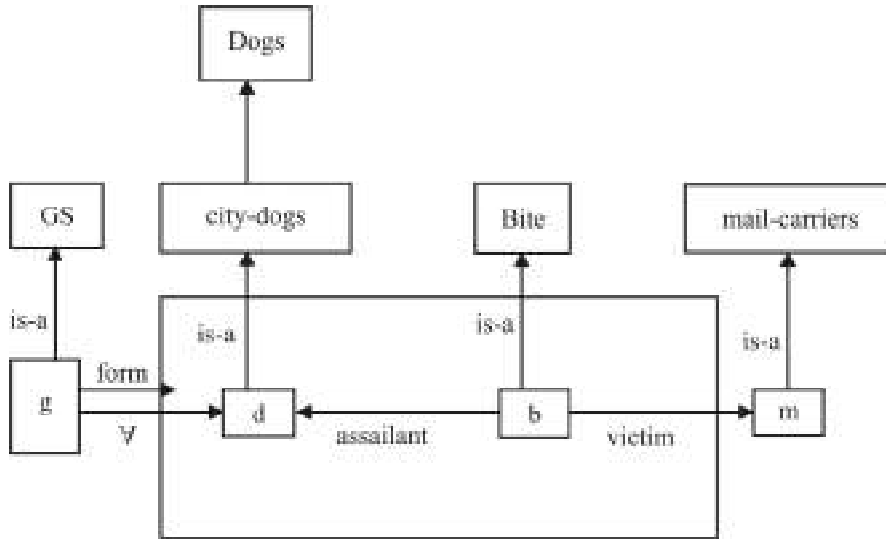 Dogs
GS
city-dogs
Bite
mail-carriers
is-a
is-a
is-a
is-a
form
g
d
b
m
∀
assailant
victim